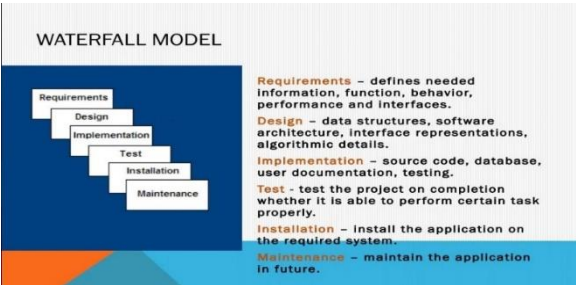 WATERFALL MODEL
Requirements
Design
Implementation
Test
Installation
Maintenance
Requirements – defines needed
information, function, behavior,
performance and interfaces.
Design – data structures, software
architecture, interface representations,
algorithmic details.
Implementation – source code, database,
user documentation, testing.
Test - test the project on completion
whether it is able to perform certain task
properly.
Installation – install the application on
the required system.
Maintenance – maintain the application
in future.